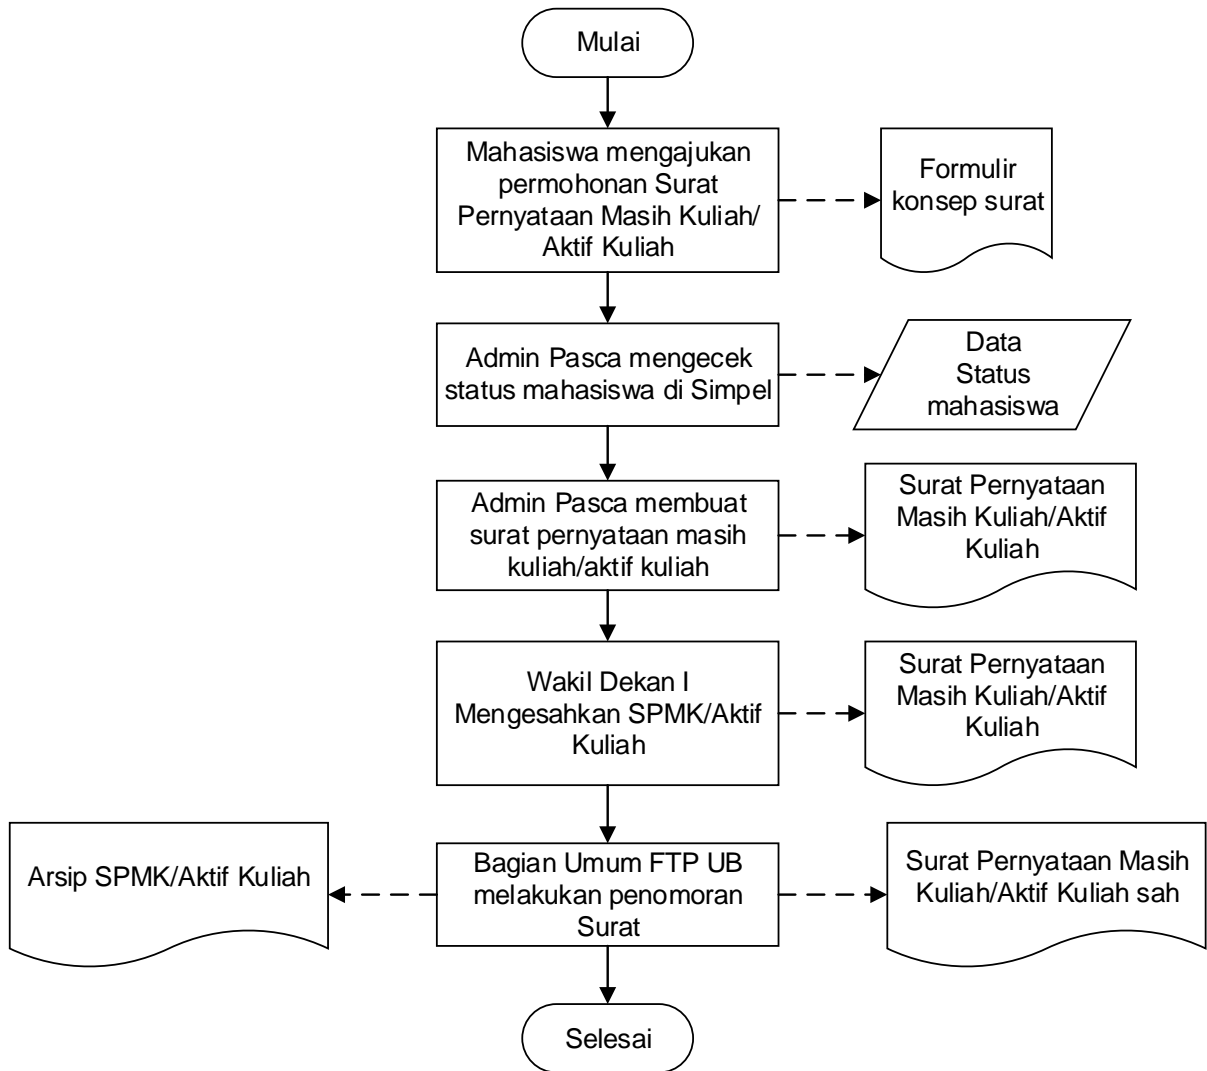 Mulai
Mahasiswa mengajukan
permohonan Surat
Pernyataan Masih Kuliah/
Aktif Kuliah
Formulir
konsep surat
Admin Pasca mengecek
status mahasiswa di Simpel
Data
Status
mahasiswa
Admin Pasca membuat
surat pernyataan masih
kuliah/aktif kuliah
Surat Pernyataan
Masih Kuliah/Aktif
Kuliah
Wakil Dekan I
Mengesahkan SPMK/Aktif
Kuliah
Surat Pernyataan
Masih Kuliah/Aktif
Kuliah
Arsip SPMK/Aktif Kuliah
Bagian Umum FTP UB
melakukan penomoran
Surat
Surat Pernyataan Masih
Kuliah/Aktif Kuliah sah
Selesai